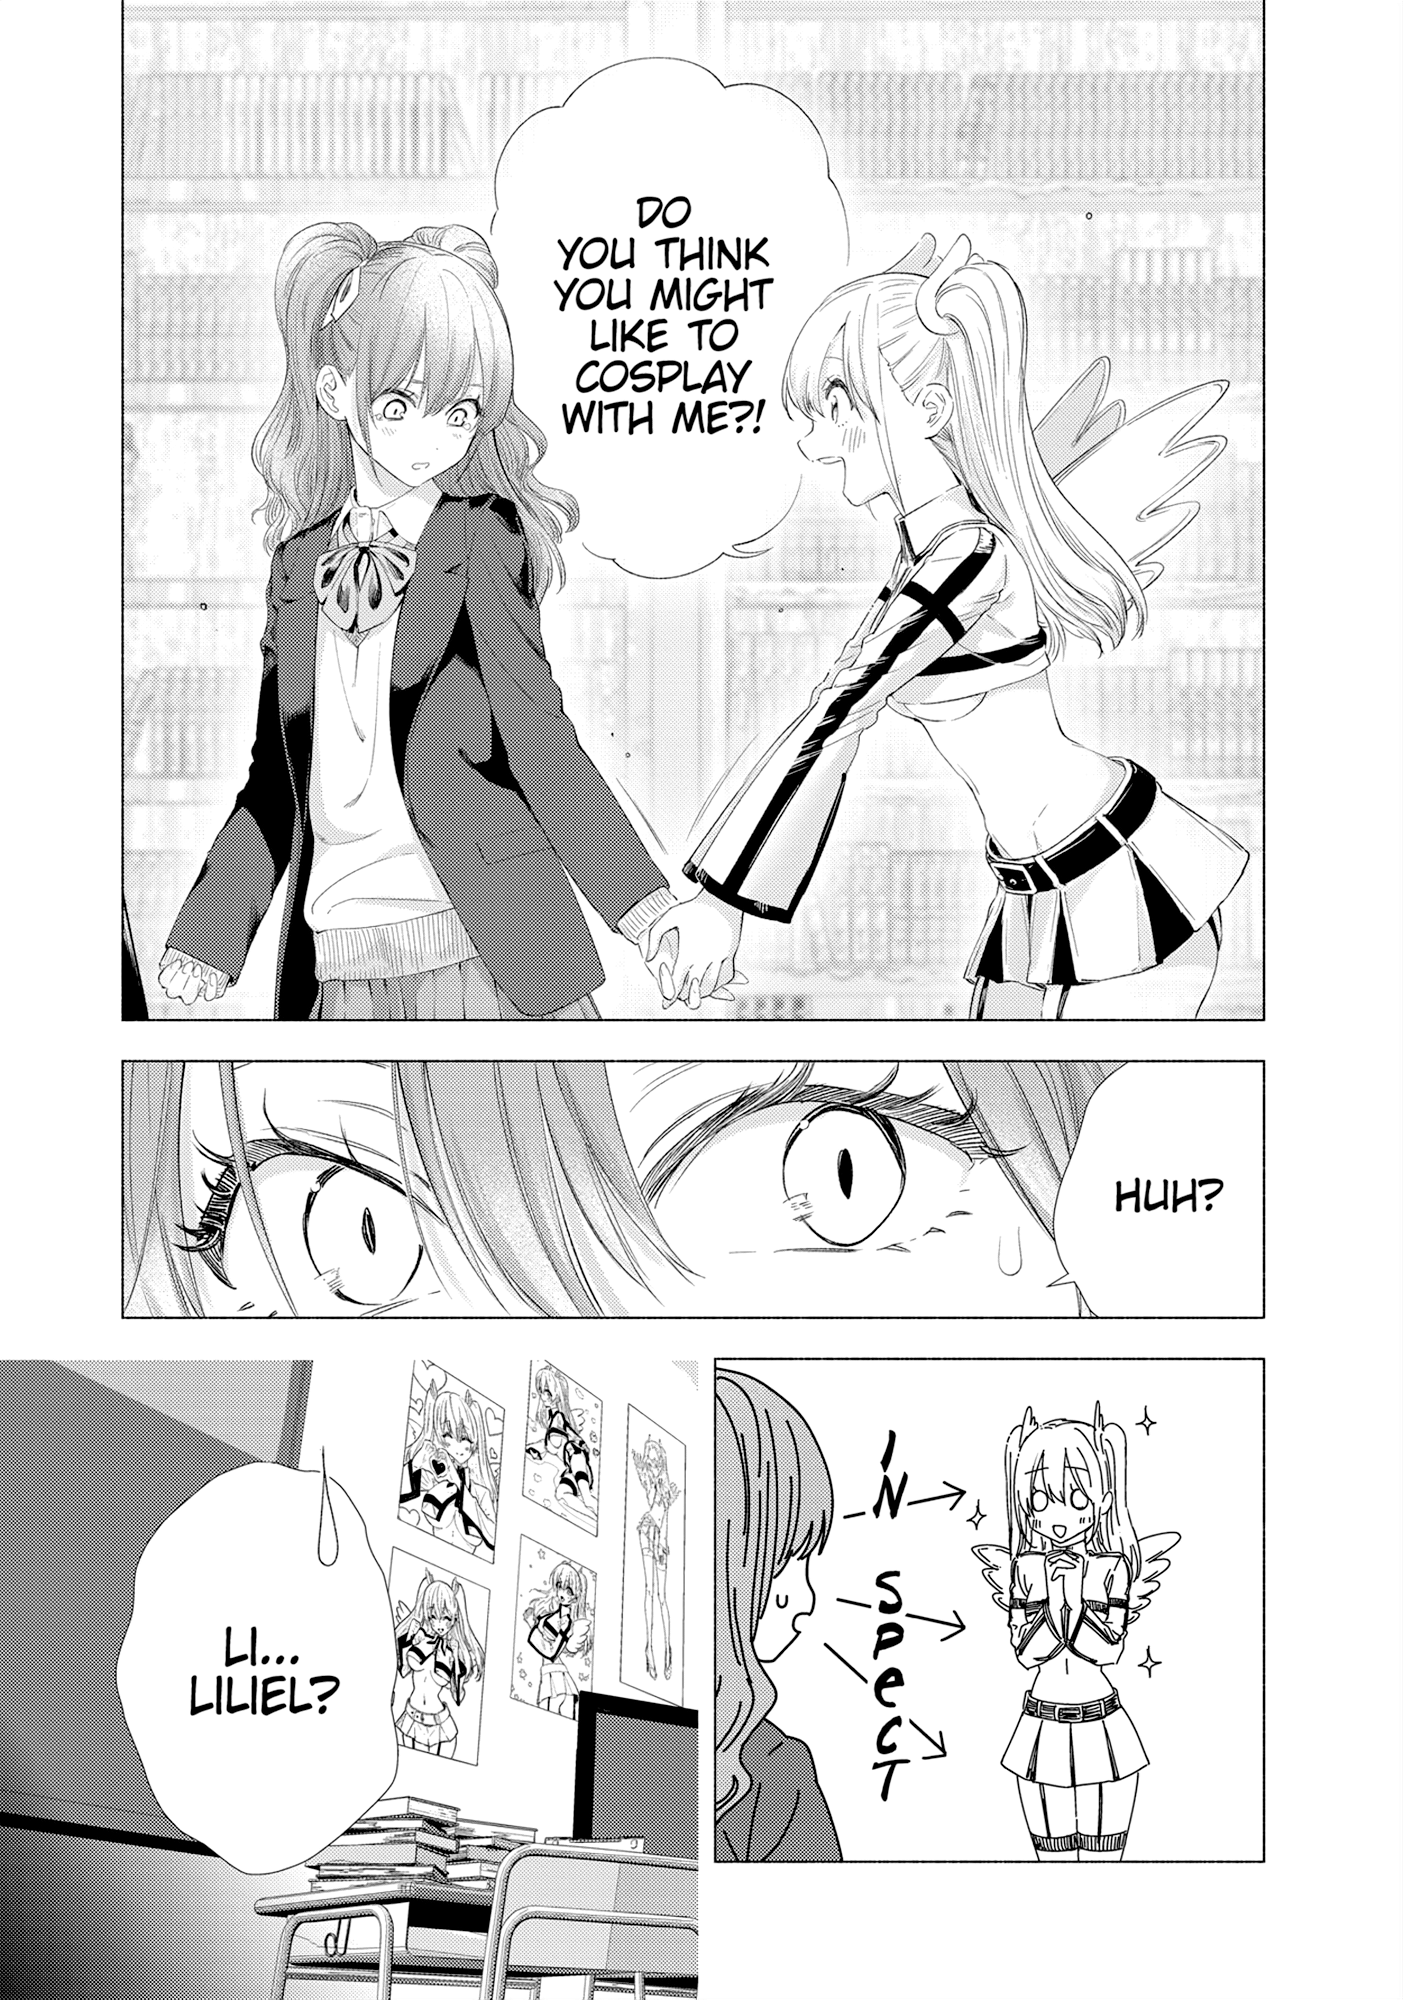 DO
YOU THINK
YOU MIGHT
LIKE TO
COSPLAY
WITH ME?!
HUH?
IN
SPECT
LI...
LILIEL?